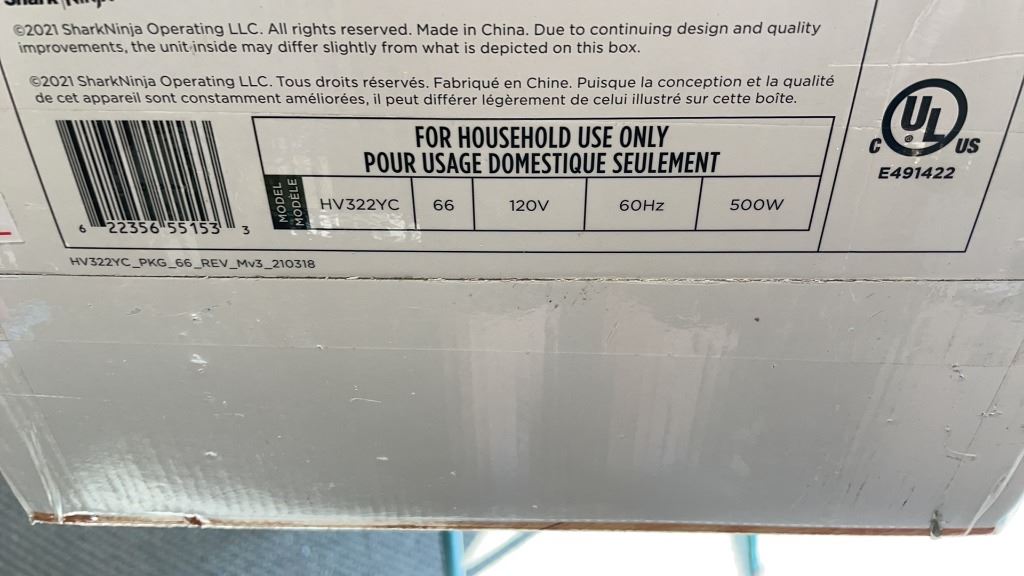 ©2021 SharkNinja Operating LLC. All rights reserved. Made in China. Due to continuing design and quality
improvements, the unit inside may differ slightly from what is depicted on this box.
©2021 SharkNinja Operating LLC. Tous droits réservés. Fabriqué en Chine. Puisque la conception et la qualité
de cet appareil sont constamment améliorées, il peut différer légèrement de celui illustré sur cette boîte.
FOR HOUSEHOLD USE ONLY
POUR USAGE DOMESTIQUE SEULEMENT
MODEL
MODÈLE
HV322YC 66 120V 60Hz 500W
6 22356 55153 3
HV322YC_PKG_66_REV_Mv3_210318
UL
C US
E491422